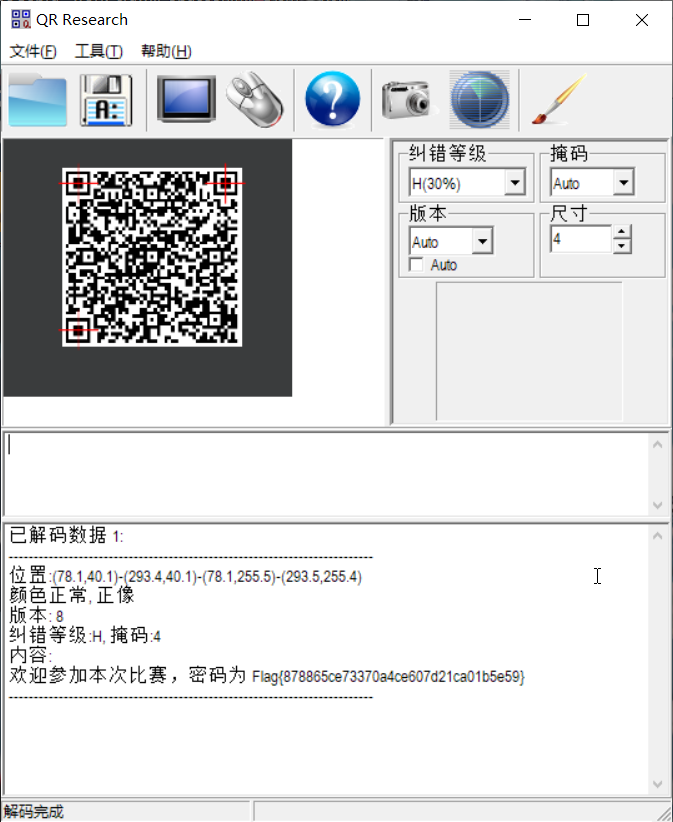 QR Research
文件(F) 工具(T) 帮助(H)
A:
纠错等级 掩码
H(30%) Auto
版本 尺寸
Auto 4
Auto
已解码数据 1:
位置:(78.1,40.1)-(293.4,40.1)-(78.1,255.5)-(293.5,255.4)
颜色正常, 正像
版本: 8
纠错等级:H, 掩码:4
内容:
欢迎参加本次比赛，密码为 Flag{878865ce73370a4ce607d21ca01b5e59}
解码完成